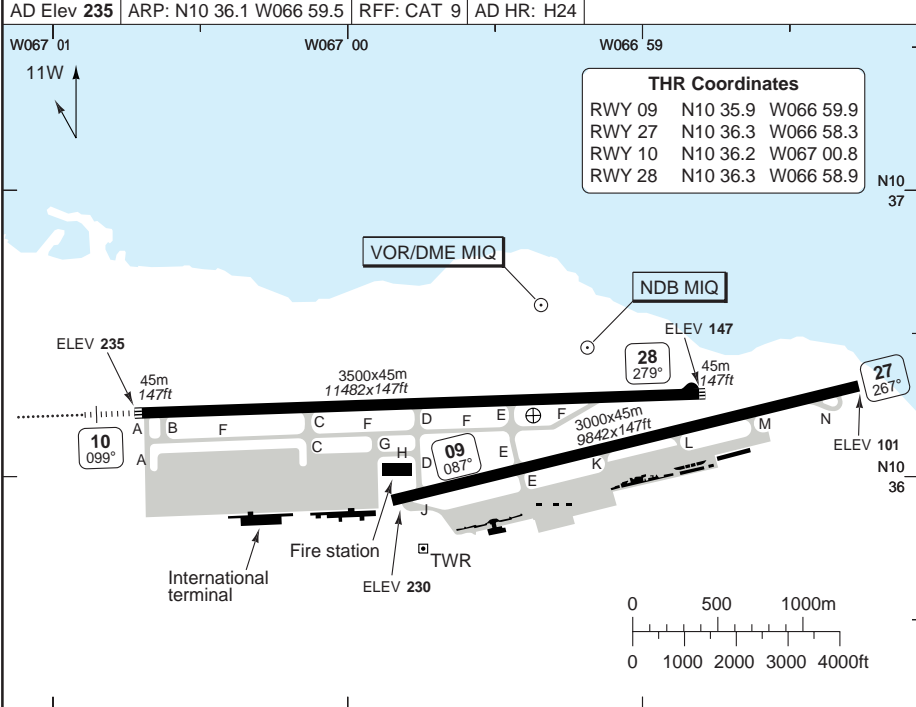 AD Elev 235 ARP: N10 36.1 W066 59.5 RFF: CAT 9 AD HR: H24
W067 01 W067 00 W066 59
11W
THR Coordinates
RWY 09 N10 35.9 W066 59.9
RWY 27 N10 36.3 W066 58.3
RWY 10 N10 36.2 W067 00.8
RWY 28 N10 36.3 W066 58.9
N10
37
VOR/DME MIQ
NDB MIQ
ELEV 235
ELEV 147
45m
147ft
3500x45m
11482x147ft
28
279°
45m
147ft
27
267°
10
099°
A B F C F D F E F
3000x45m
9842x147ft
N
M
ELEV 101
A C G H D
09
087°
E K L
E
J
N10
36
Fire station
TWR
International
terminal
ELEV 230
0 500 1000m
0 1000 2000 3000 4000ft